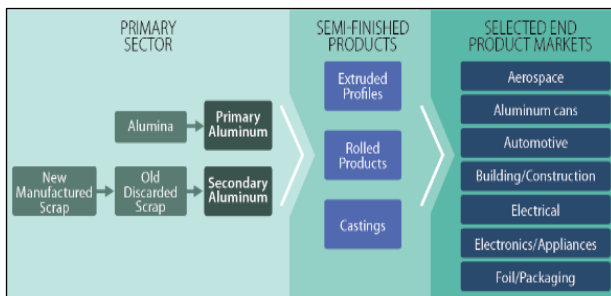 PRIMARY
SECTOR
SEMI-FINISHED
PRODUCTS
SELECTED END
PRODUCT MARKETS
Alumina
Primary
Aluminum
New
Manufactured
Scrap
Old
Discarded
Scrap
Secondary
Aluminum
Extruded
Profiles
Rolled
Products
Castings
Aerospace
Aluminum cans
Automotive
Building/Construction
Electrical
Electronics/Appliances
Foil/Packaging